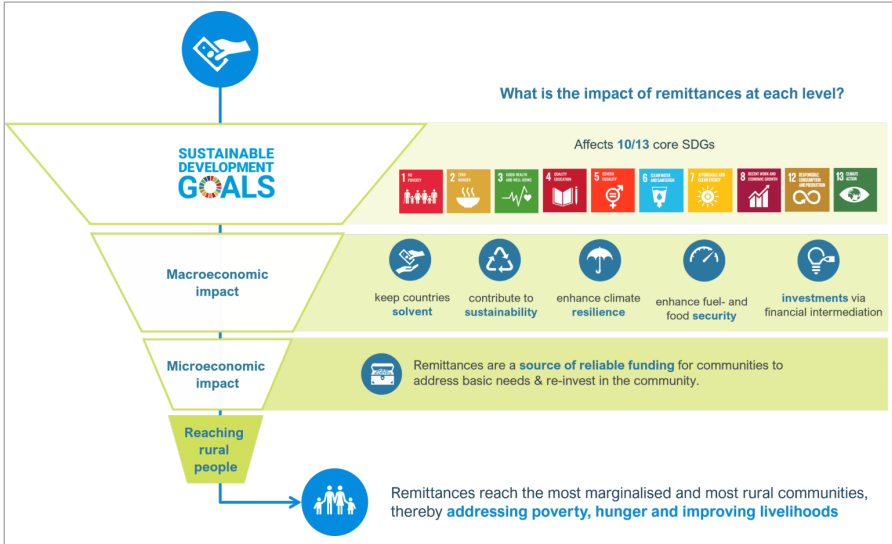 What is the impact of remittances at each level?
SUSTAINABLE
DEVELOPMENT
GOALS
Affects 10/13 core SDGs
1 NO
POVERTY
2 ZERO
HUNGER
3 GOOD HEALTH
AND WELL-BEING
4 QUALITY
EDUCATION
5 GENDER
EQUALITY
6 CLEAN WATER
AND SANITATION
7 AFFORDABLE AND
CLEAN ENERGY
8 DECENT WORK AND
ECONOMIC GROWTH
12 RESPONSIBLE
CONSUMPTION
AND PRODUCTION
13 CLIMATE
ACTION
Macroeconomic
impact
keep countries
solvent
contribute to
sustainability
enhance climate
resilience
enhance fuel- and
food security
investments via
financial intermediation
Microeconomic
impact
Remittances are a source of reliable funding for communities to
address basic needs & re-invest in the community.
Reaching
rural
people
Remittances reach the most marginalised and most rural communities,
thereby addressing poverty, hunger and improving livelihoods